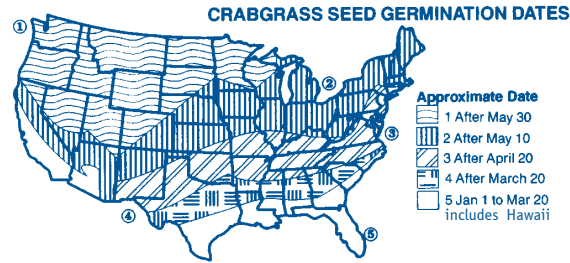 CRABGRASS SEED GERMINATION DATES
①
②
③
④
⑤
Approximate Date
1 After May 30
2 After May 10
3 After April 20
4 After March 20
5 Jan 1 to Mar 20
includes Hawaii